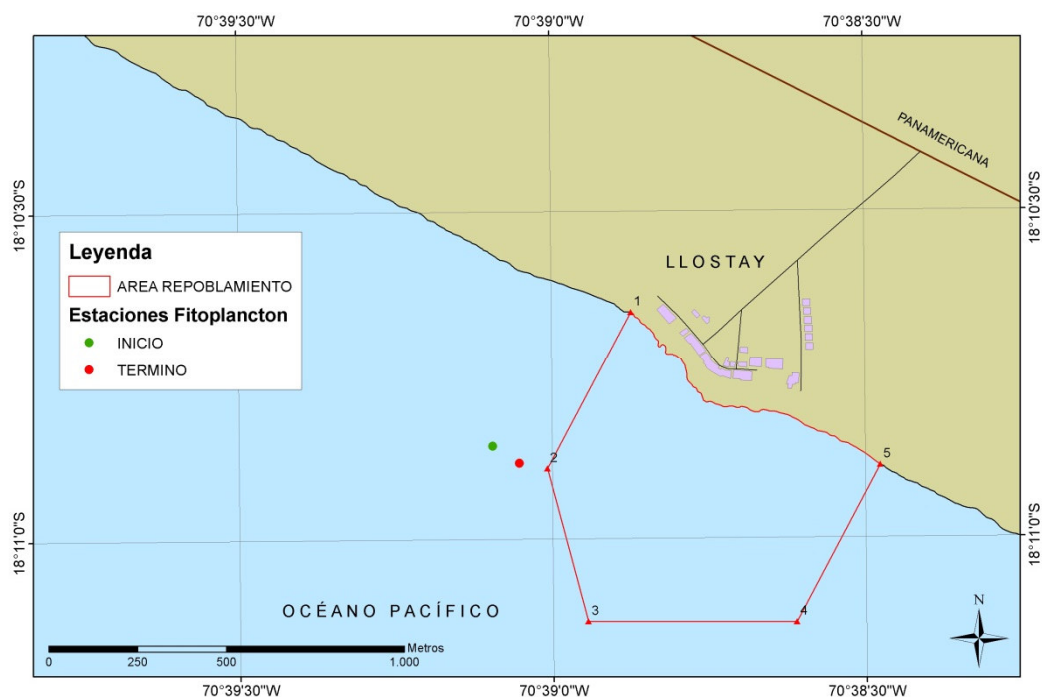 70°39'30"W 70°39'0"W 70°38'30"W
PANAMERICANA
18°10'30"S 18°10'30"S
Leyenda
AREA REPOBLAMIENTO
Estaciones Fitoplancton
INICIO
TERMINO
LLOSTAY
1
2
5
18°11'0"S 18°11'0"S
OCÉANO PACÍFICO
3
4
N
Metros
0 250 500 1.000
70°39'30"W 70°39'0"W 70°38'30"W